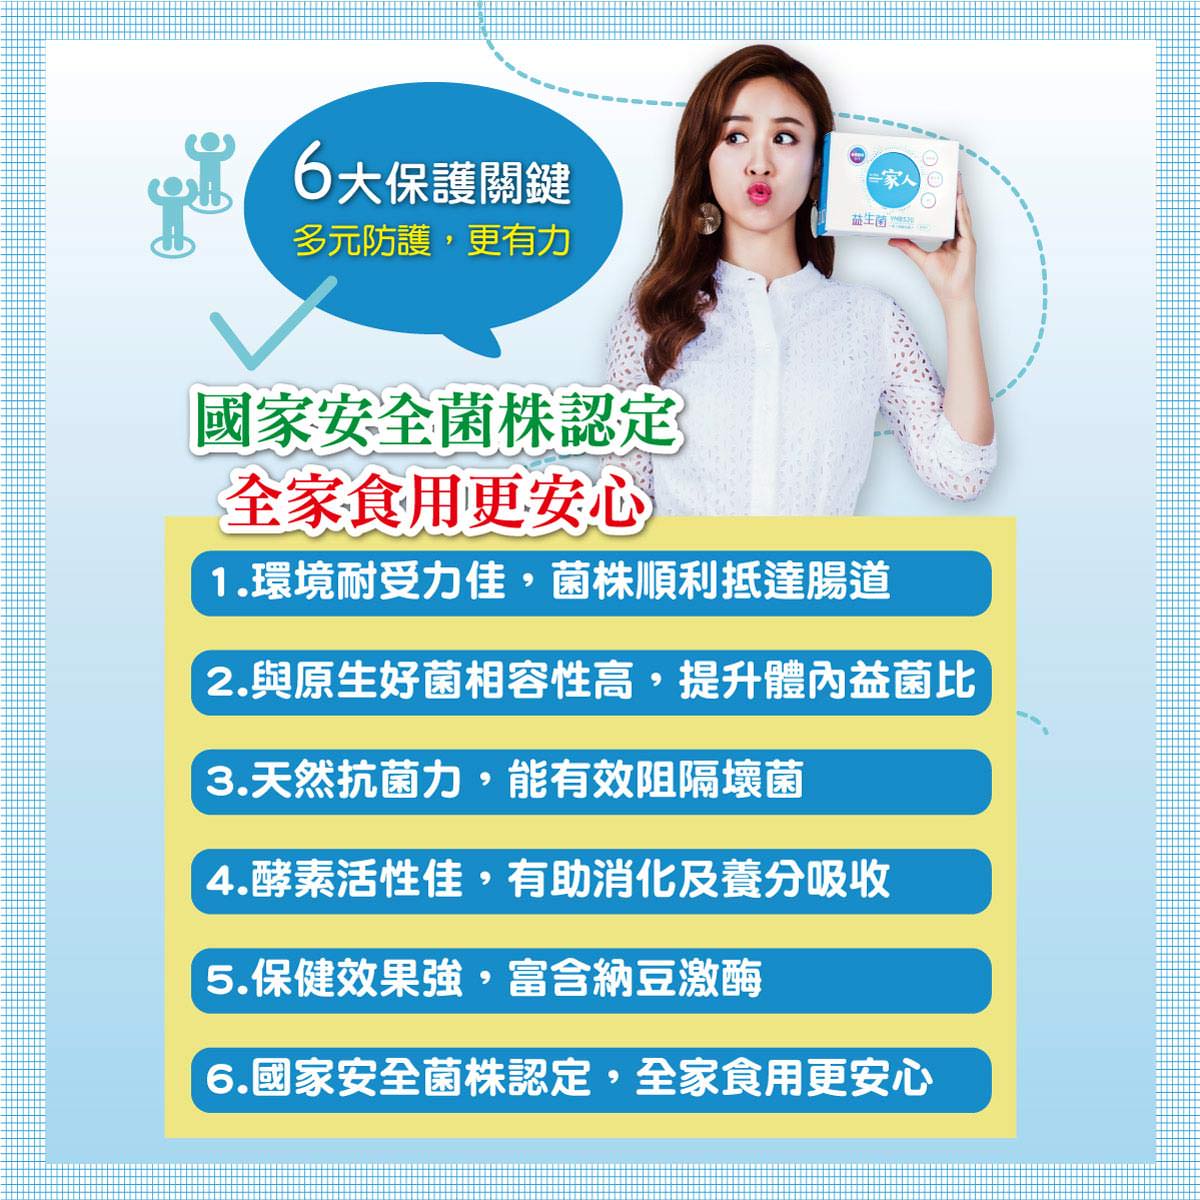 6大保護關鍵
多元防護，更有力
一家人
益生菌
國家安全菌株認定
全家食用更安心
1.環境耐受力佳，菌株順利抵達腸道
2.與原生好菌相容性高，提升體內益菌比
3.天然抗菌力，能有效阻隔壞菌
4.酵素活性佳，有助消化及養分吸收
5.保健效果強，富含納豆激酶
6.國家安全菌株認定，全家食用更安心